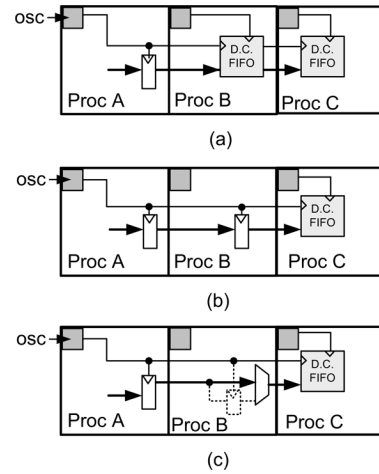 osc
D.C. D.C.
FIFO FIFO
Proc A Proc B Proc C
(a)
osc
D.C.
FIFO
Proc A Proc B Proc C
(b)
osc
D.C.
FIFO
Proc A Proc B Proc C
(c)